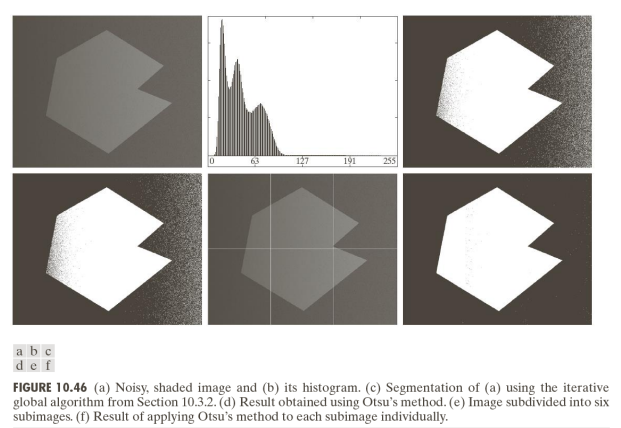 0 63 127 191 255
a b c
d e f
FIGURE 10.46 (a) Noisy, shaded image and (b) its histogram. (c) Segmentation of (a) using the iterative
global algorithm from Section 10.3.2. (d) Result obtained using Otsu's method. (e) Image subdivided into six
subimages. (f) Result of applying Otsu's method to each subimage individually.